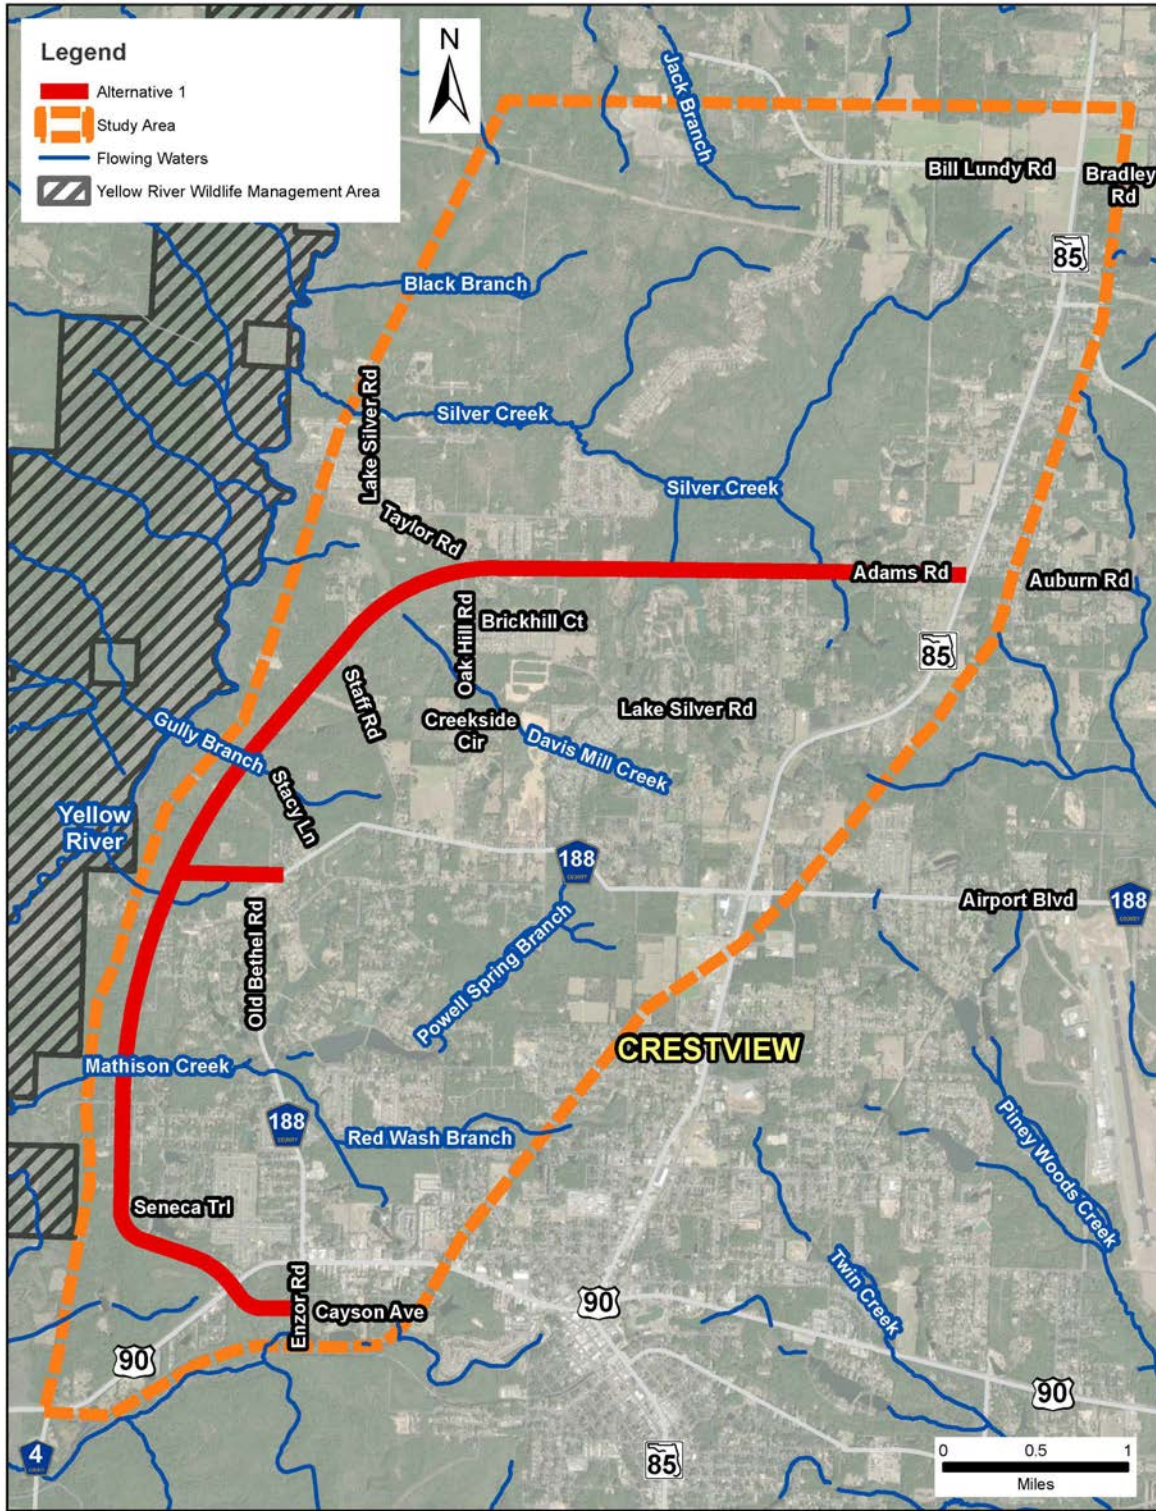 Legend
Alternative 1
Study Area
Flowing Waters
Yellow River Wildlife Management Area
N
Jack Branch
Bill Lundy Rd
Bradley
Rd
85
Black Branch
Lake Silver Rd
Silver Creek
Silver Creek
Taylor Rd
Adams Rd
Auburn Rd
Oak Hill Rd
Brickhill Ct
85
Staff Rd
Lake Silver Rd
Creekside
Cir
Davis Mill Creek
Gully Branch
Stacy Ln
Yellow
River
188
Airport Blvd
188
Old Bethel Rd
Powell Spring Branch
CRESTVIEW
Mathison Creek
188
Red Wash Branch
Piney Woods Creek
Seneca Trl
Twin Creek
Enzor Rd
Cayson Ave
90
90
90
4
85
0 0.5 1
Miles